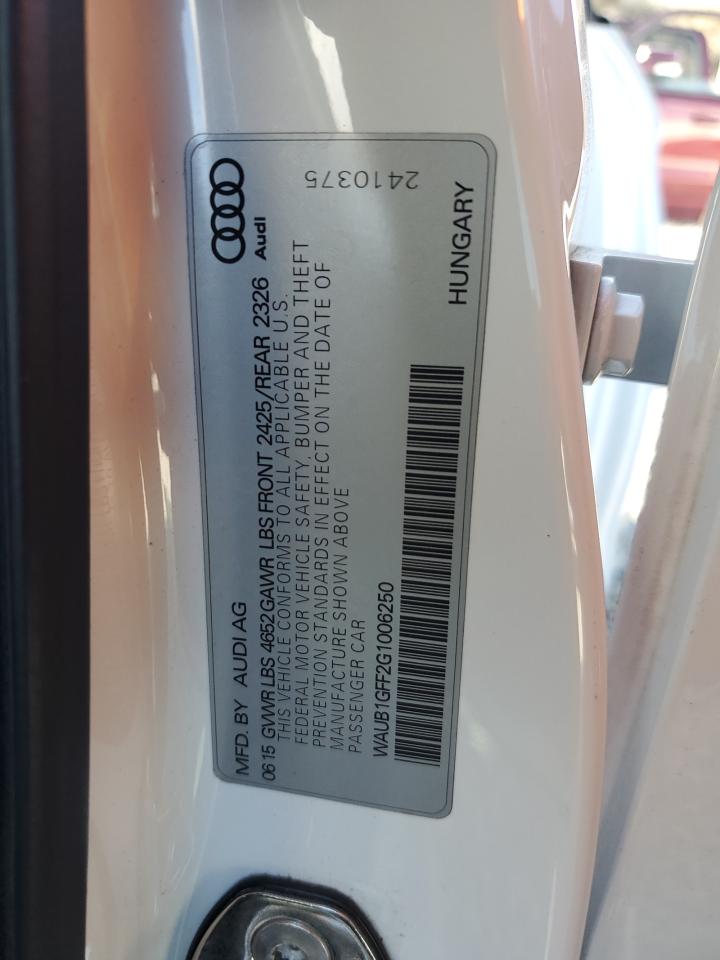 MFD. BY AUDI AG
Audi
0615 GVWR LBS 4652 GAWR LBS FRONT 2425/REAR 2326
THIS VEHICLE CONFORMS TO ALL APPLICABLE U.S.
FEDERAL MOTOR VEHICLE SAFETY, BUMPER AND THEFT
PREVENTION STANDARDS IN EFFECT ON THE DATE OF
MANUFACTURE SHOWN ABOVE
PASSENGER CAR
2410375
WAUB1GFF2G1006250
HUNGARY